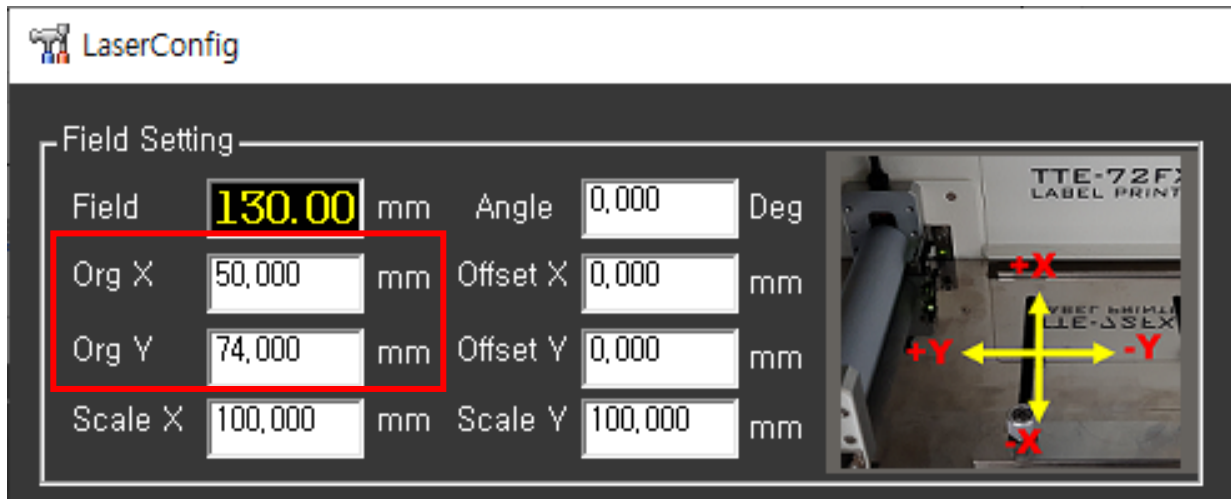 LaserConfig
Field Setting
Field 130.00 mm Angle 0,000 Deg
Org X 50,000 mm Offset X 0,000 mm
Org Y 74,000 mm Offset Y 0,000 mm
Scale X 100,000 mm Scale Y 100,000 mm
TTE-72FX
LABEL PRINT
+X
+Y
-Y
-X